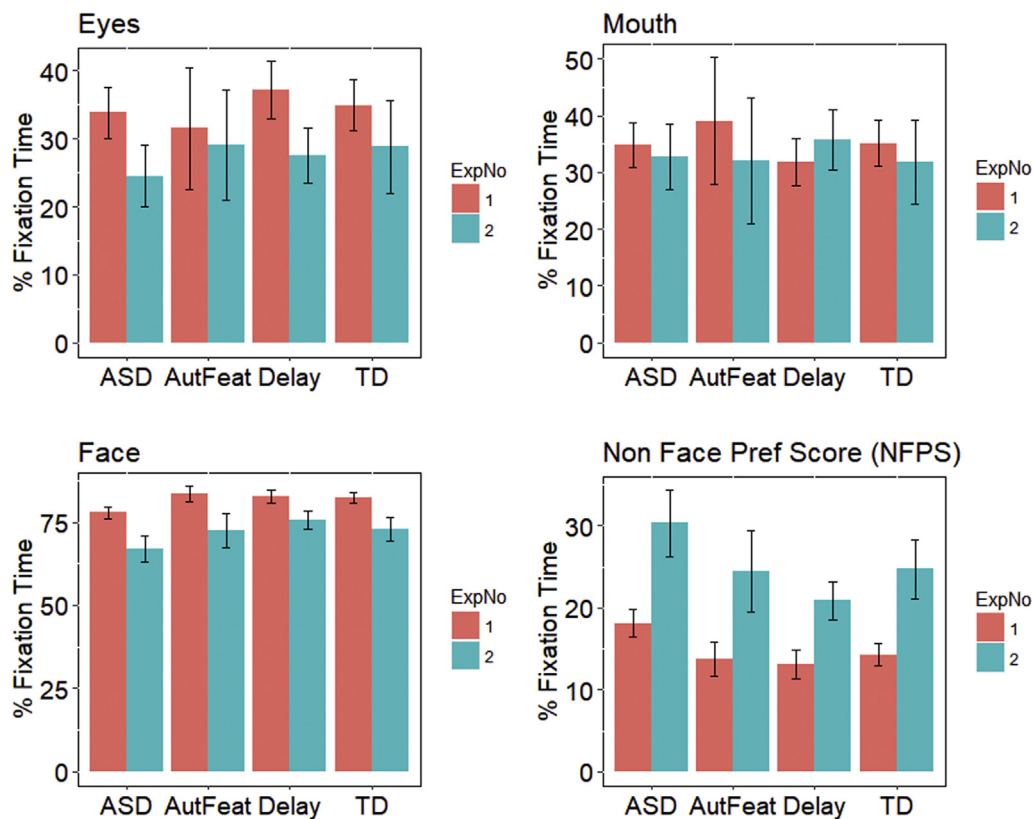 Eyes
% Fixation Time
40
30
20
10
0
ASD AutFeat Delay TD
ExpNo
1
2
Mouth
% Fixation Time
50
40
30
20
10
0
ASD AutFeat Delay TD
ExpNo
1
2
Face
% Fixation Time
75
50
25
0
ASD AutFeat Delay TD
ExpNo
1
2
Non Face Pref Score (NFPS)
% Fixation Time
30
20
10
0
ASD AutFeat Delay TD
ExpNo
1
2